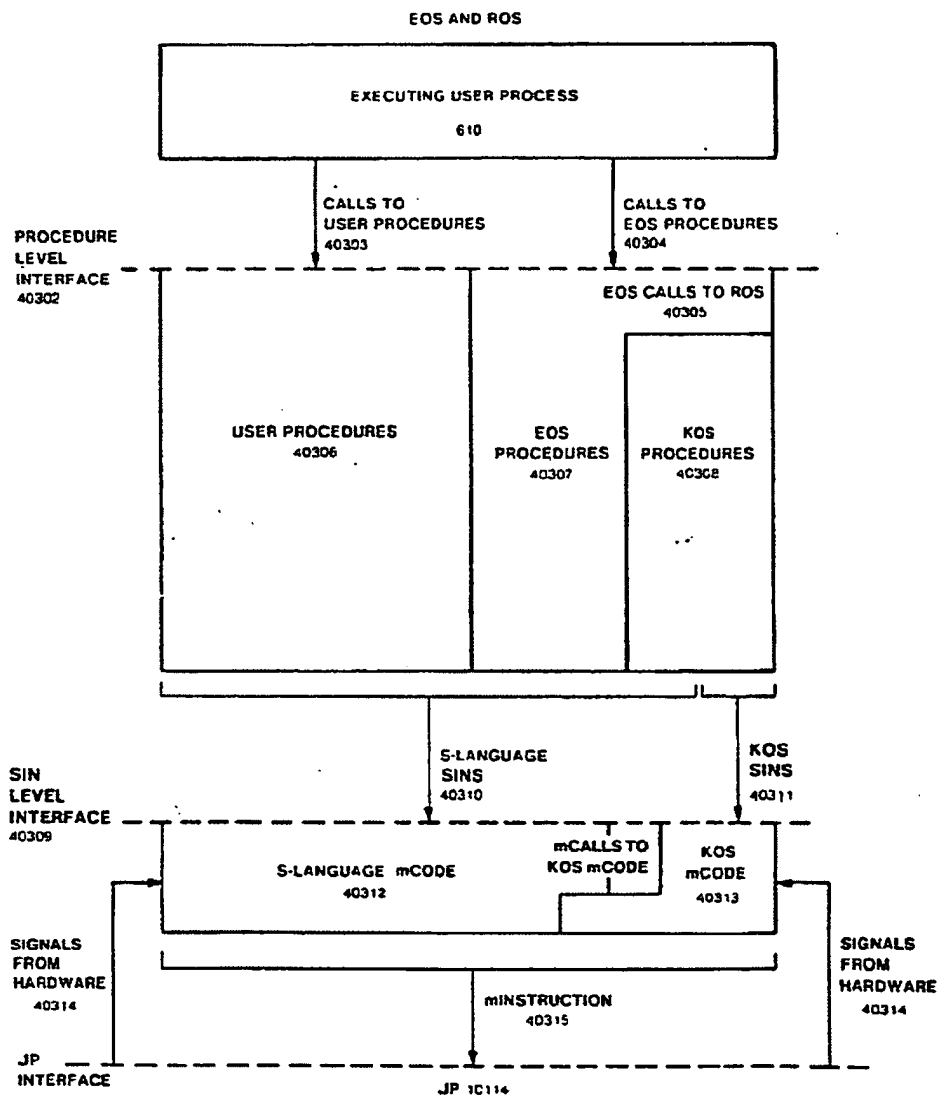 EOS AND ROS
EXECUTING USER PROCESS
610
CALLS TO
USER PROCEDURES
40303
CALLS TO
EOS PROCEDURES
40304
PROCEDURE
LEVEL
INTERFACE
40302
EOS CALLS TO ROS
40305
USER PROCEDURES
40306
EOS
PROCEDURES
40307
KOS
PROCEDURES
40308
S-LANGUAGE
SINS
40310
KOS
SINS
40311
SIN
LEVEL
INTERFACE
40309
S-LANGUAGE mCODE
40312
mCALLS TO
KOS mCODE
KOS
mCODE
40313
SIGNALS
FROM
HARDWARE
40314
mINSTRUCTION
40315
SIGNALS
FROM
HARDWARE
40314
JP
INTERFACE
JP 10114